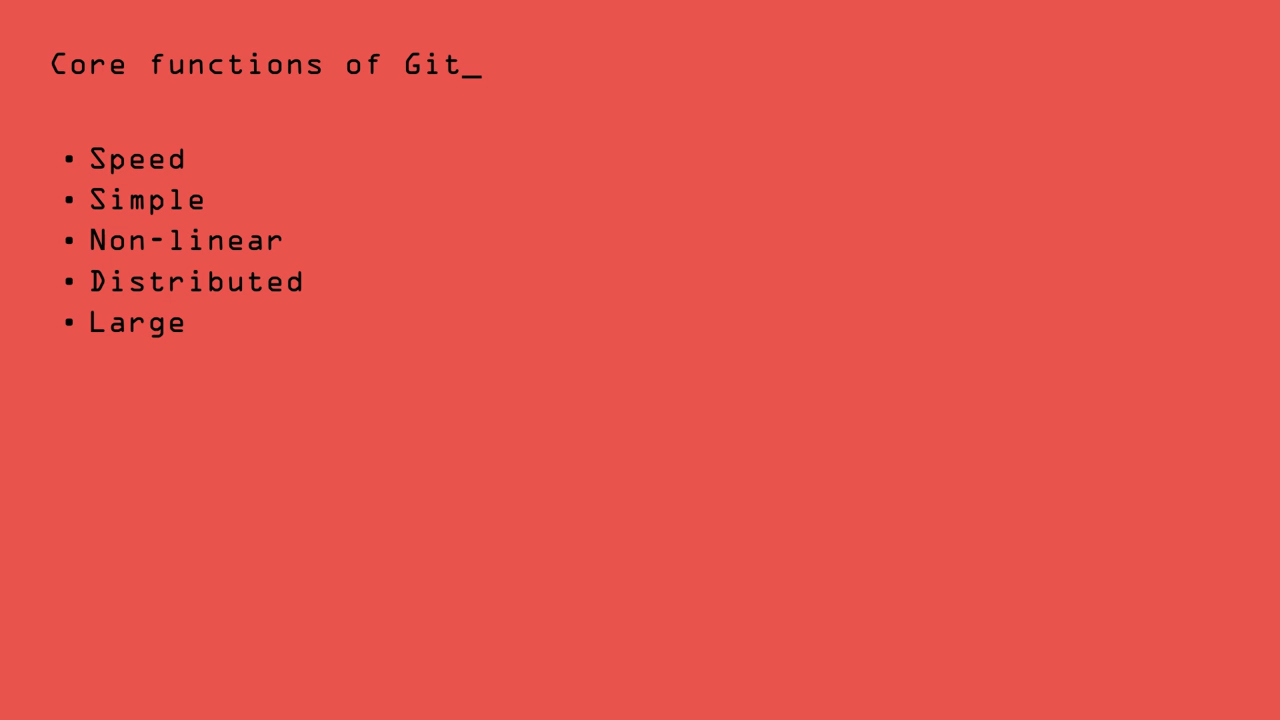 Core functions of Git_
• Speed
• Simple
• Non-linear
• Distributed
• Large